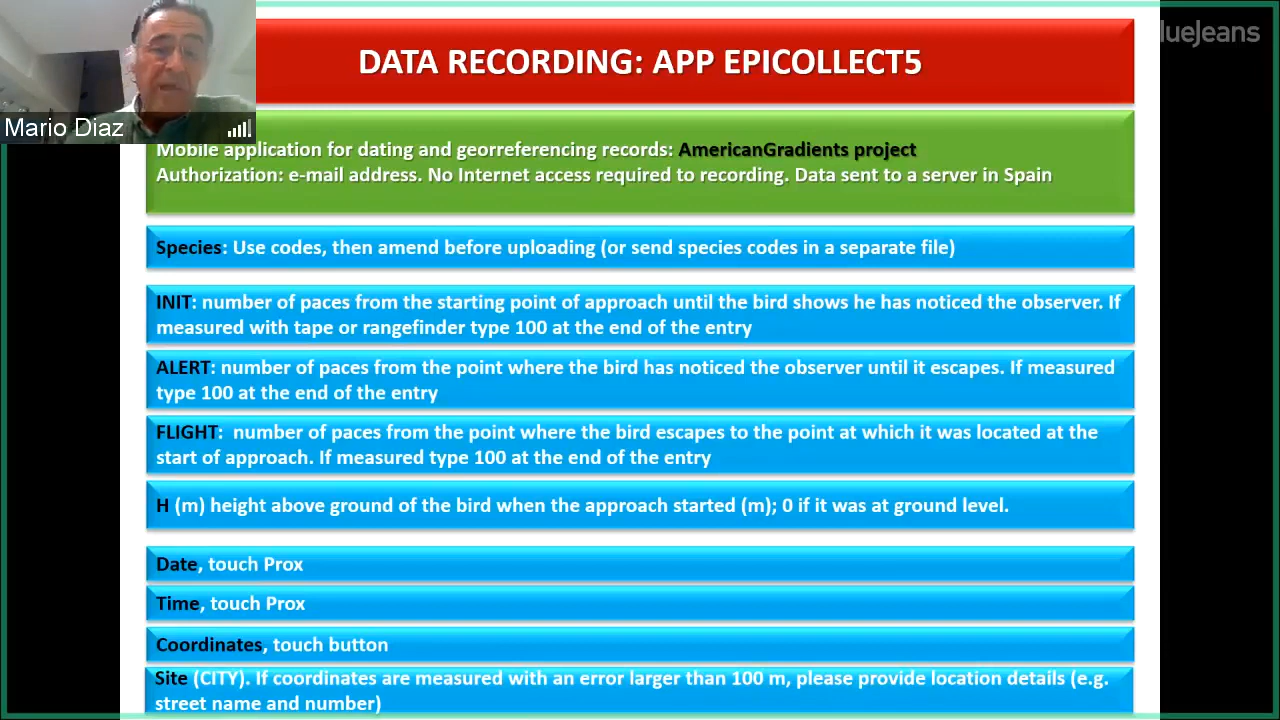 DATA RECORDING: APP EPICOLLECT5
Mario Diaz
Mobile application for dating and georreferencing records: AmericanGradients project
Authorization: e-mail address. No Internet access required to recording. Data sent to a server in Spain
Species: Use codes, then amend before uploading (or send species codes in a separate file)
INIT: number of paces from the starting point of approach until the bird shows he has noticed the observer. If
measured with tape or rangefinder type 100 at the end of the entry
ALERT: number of paces from the point where the bird has noticed the observer until it escapes. If measured
type 100 at the end of the entry
FLIGHT:  number of paces from the point where the bird escapes to the point at which it was located at the
start of approach. If measured type 100 at the end of the entry
H (m) height above ground of the bird when the approach started (m); 0 if it was at ground level.
Date, touch Prox
Time, touch Prox
Coordinates, touch button
Site (CITY). If coordinates are measured with an error larger than 100 m, please provide location details (e.g.
street name and number)
lueJeans